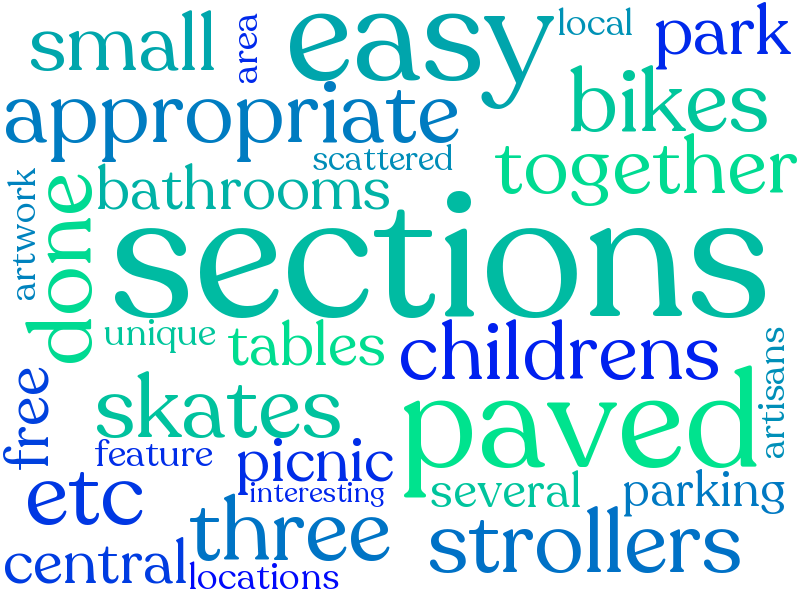 small
area
easy
local
park
appropriate
bikes
scattered
together
artwork
done
bathrooms
sections
unique
tables
childrens
artisans
free
skates
paved
feature
picnic
etc
interesting
several
parking
three
strollers
central
locations